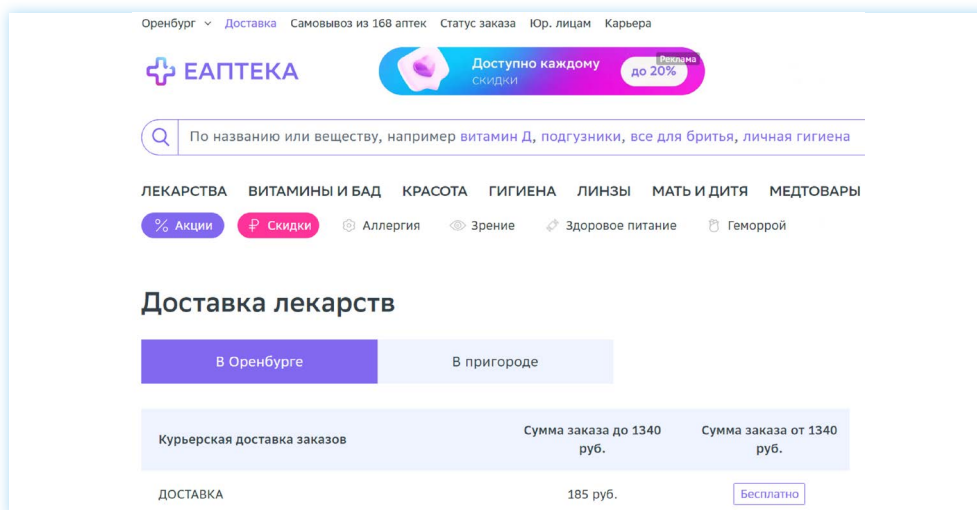 Оренбург Доставка Самовывоз из 168 аптек Статус заказа Юр. лицам Карьера
ЕАПТЕКА
Доступно каждому
СКИДКИ
до 20%
Реклама
По названию или веществу, например витамин Д, подгузники, все для бритья, личная гигиена
ЛЕКАРСТВА ВИТАМИНЫ И БАД КРАСОТА ГИГИЕНА ЛИНЗЫ МАТЬ И ДИТЯ МЕДТОВАРЫ
% Акции ₽ Скидки Аллергия Зрение Здоровое питание Геморрой
Доставка лекарств
В Оренбурге В пригороде
Курьерская доставка заказов
Сумма заказа до 1340
руб.
Сумма заказа от 1340
руб.
ДОСТАВКА 185 руб. Бесплатно